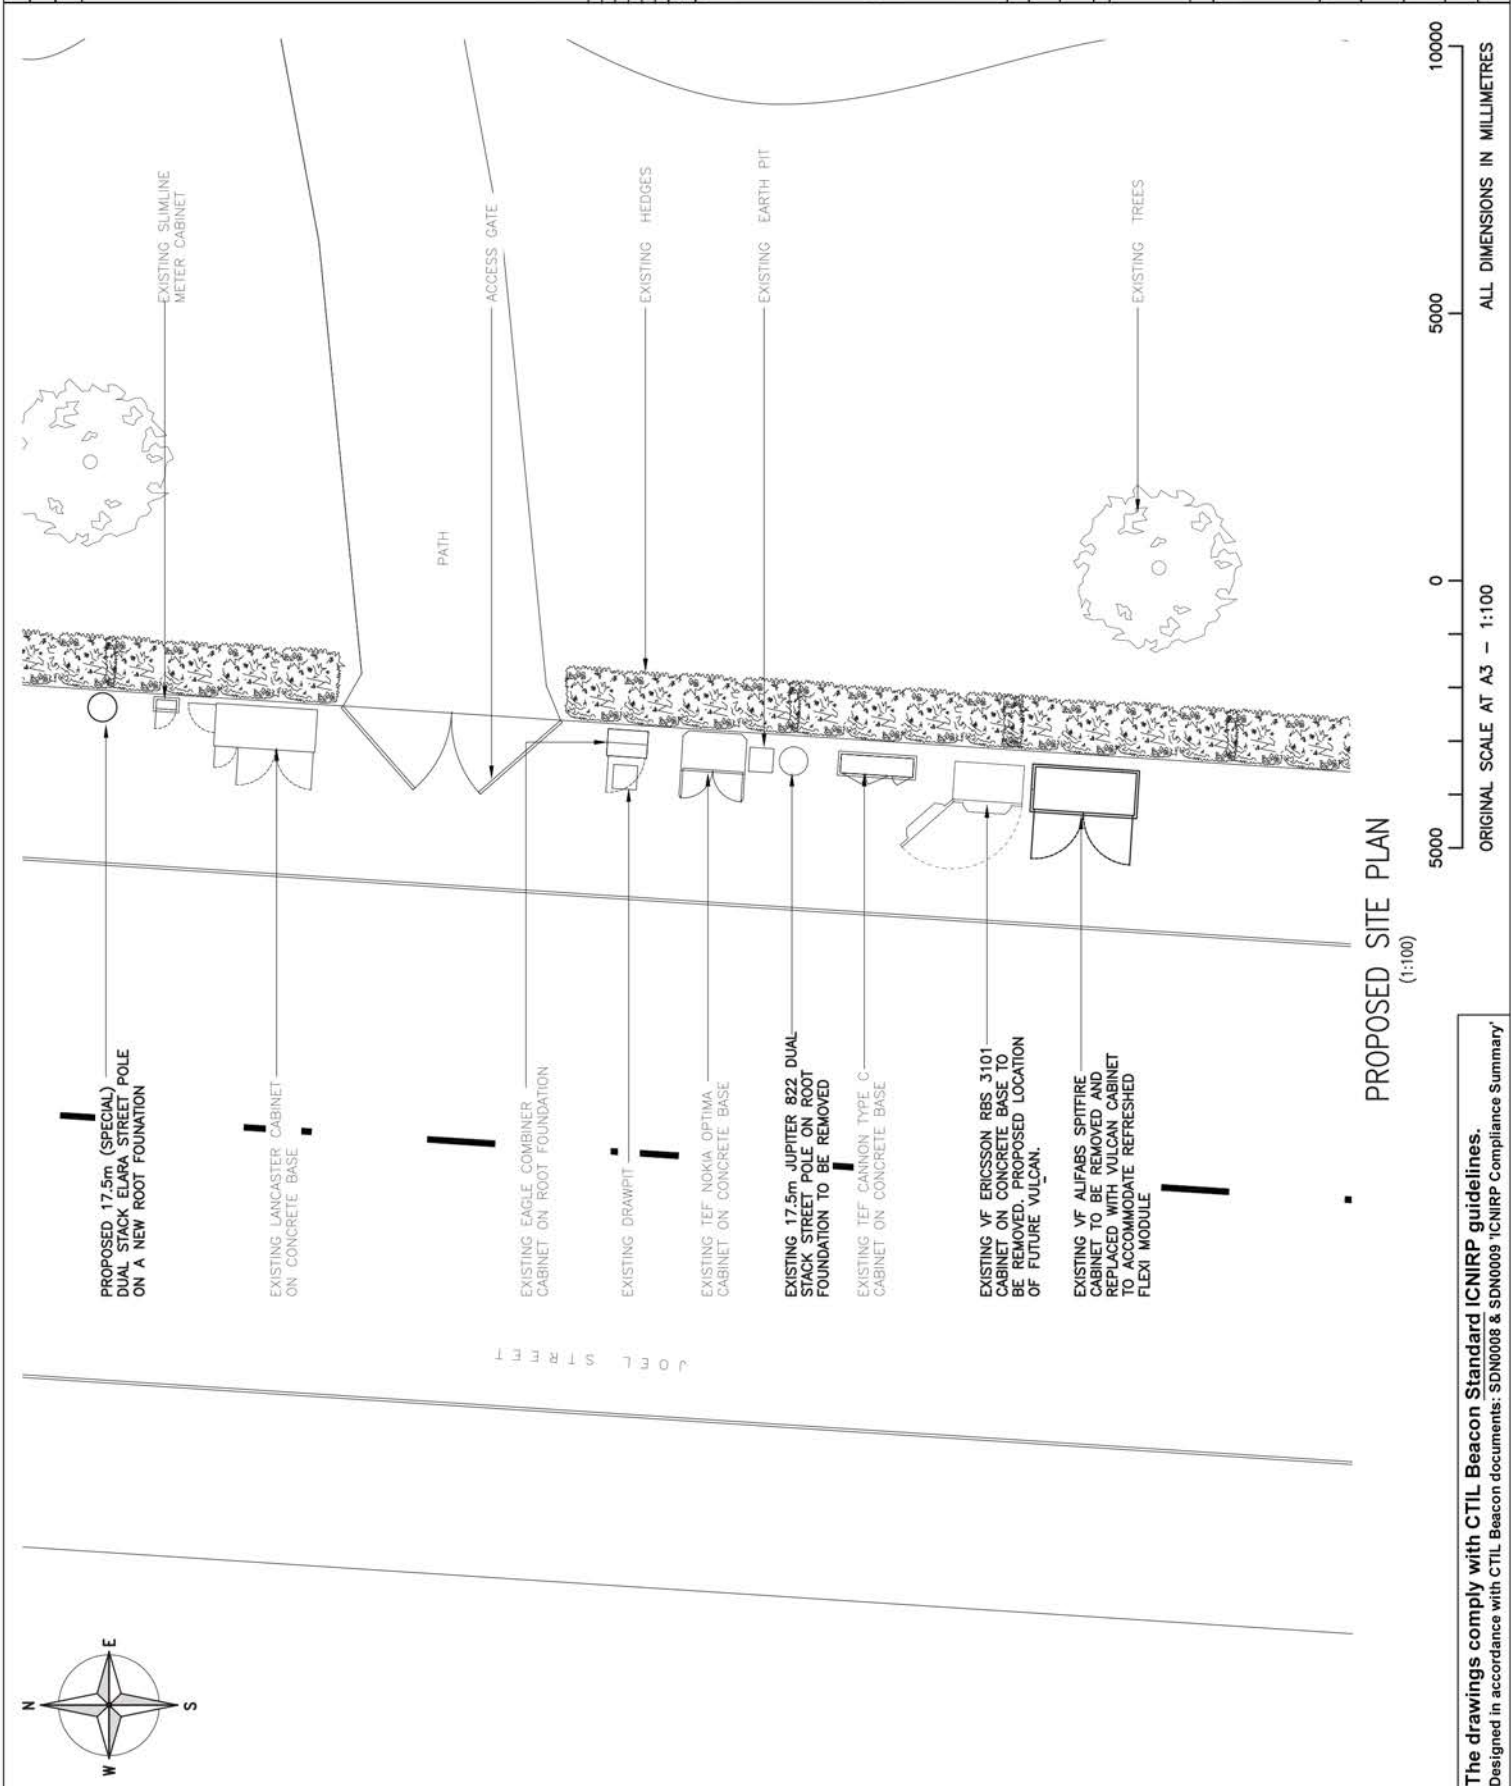 N
E
S
W
EXISTING SLIMLINE
METER CABINET
ACCESS GATE
EXISTING HEDGES
EXISTING EARTH PIT
EXISTING TREES
PATH
PROPOSED 17.5m (SPECIAL)
DUAL STACK ELARA STREET POLE
ON A NEW ROOT FOUNATION
EXISTING LANCASTER CABINET
ON CONCRETE BASE
EXISTING EAGLE COMBINER
CABINET ON ROOT FOUNDATION
EXISTING DRAWPIT
EXISTING TEF NOKIA OPTIMA
CABINET ON CONCRETE BASE
EXISTING 17.5m JUPITER 822 DUAL
STACK STREET POLE ON ROOT
FOUNDATION TO BE REMOVED
EXISTING TEF CANNON TYPE C
CABINET ON CONCRETE BASE
EXISTING VF ERICSSON RBS 3101
CABINET ON CONCRETE BASE TO
BE REMOVED. PROPOSED LOCATION
OF FUTURE VULCAN.
EXISTING VF ALIFABS SPITFIRE
CABINET TO BE REMOVED AND
REPLACED WITH VULCAN CABINET
TO ACCOMMODATE REFRESHED
FLEXI MODULE
JOEL STREET
PROPOSED SITE PLAN
(1:100)
5000
0
5000
10000
ORIGINAL SCALE AT A3 – 1:100
ALL DIMENSIONS IN MILLIMETRES
The drawings comply with CTIL Beacon Standard ICNIRP guidelines.
Designed in accordance with CTIL Beacon documents: SDN0008 & SDN0009 'ICNIRP Compliance Summary'